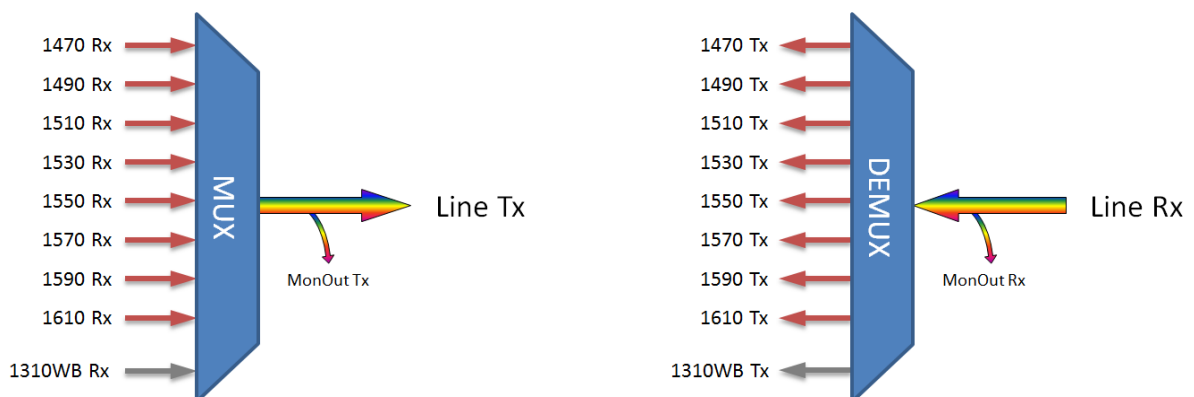 1470 Rx
1490 Rx
1510 Rx
1530 Rx
1550 Rx
1570 Rx
1590 Rx
1610 Rx
1310WB Rx
MUX
Line Tx
MonOut Tx
1470 Tx
1490 Tx
1510 Tx
1530 Tx
1550 Tx
1570 Tx
1590 Tx
1610 Tx
1310WB Tx
DEMUX
Line Rx
MonOut Rx